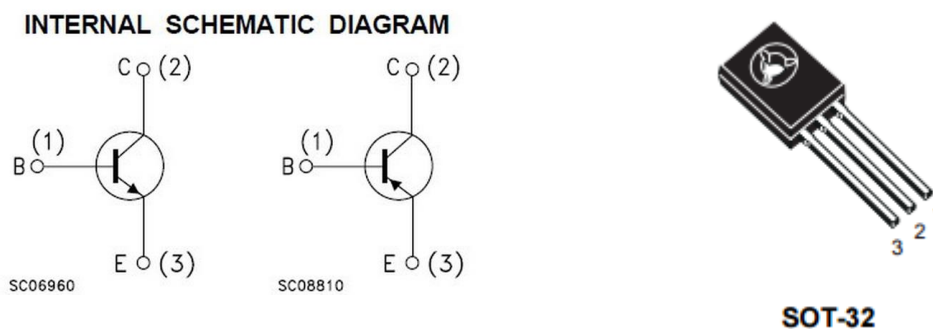 INTERNAL SCHEMATIC DIAGRAM
C (2)
(1)
B
E (3)
SC06960
C (2)
(1)
B
E (3)
SC08810
3 2
SOT-32